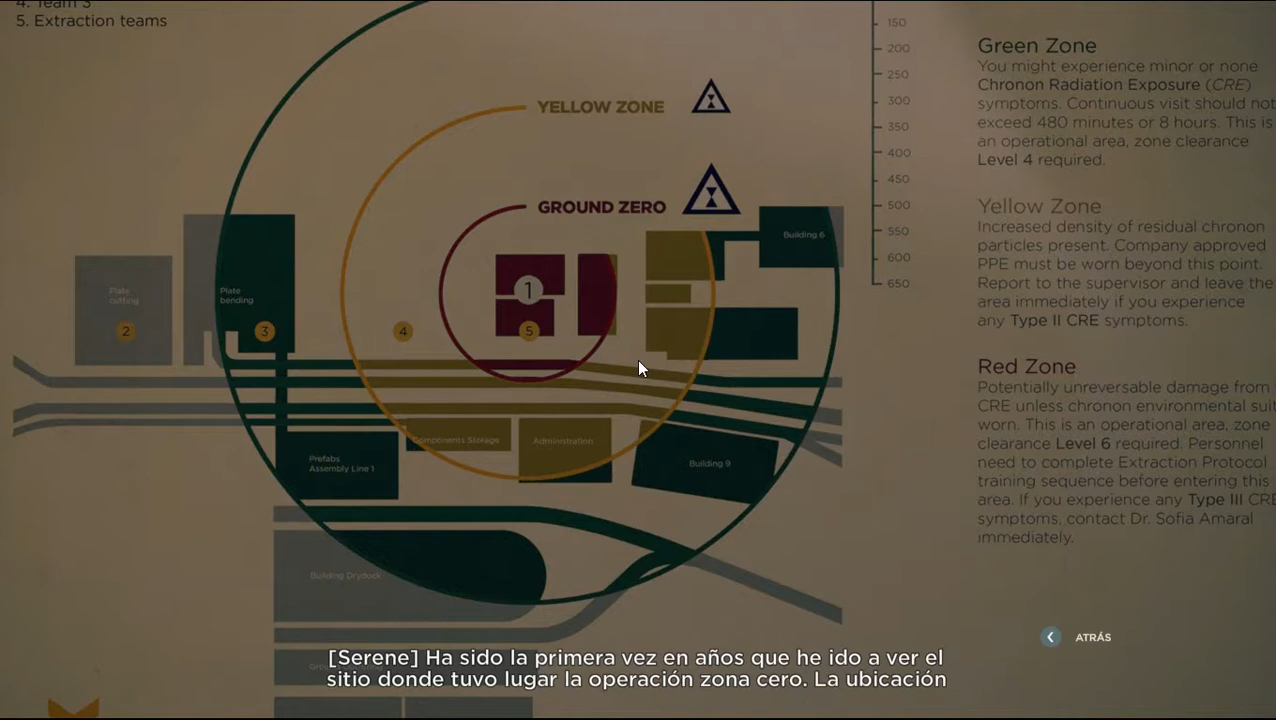 4. Team 3
5. Extraction teams
150
200
250
300
350
400
450
500
550
600
650
YELLOW ZONE
GROUND ZERO
Building 6
Plate
cutting
Plate
bending
1
2
3
4
5
Components Storage
Administration
Prefabs
Assembly Line 1
Building 9
Building Drydock
Green Zone
You might experience minor or none
Chronon Radiation Exposure (CRE)
symptoms. Continuous visit should not
exceed 480 minutes or 8 hours. This is
an operational area, zone clearance
Level 4 required.
Yellow Zone
Increased density of residual chronon
particles present. Company approved
PPE must be worn beyond this point.
Report to the supervisor and leave the
area immediately if you experience
any Type II CRE symptoms.
Red Zone
Potentially unreversable damage from
CRE unless chronon environmental suit
worn. This is an operational area, zone
clearance Level 6 required. Personnel
need to complete Extraction Protocol
training sequence before entering this
area. If you experience any Type III CRE
symptoms, contact Dr. Sofia Amaral
immediately.
ATRÁS
[Serene] Ha sido la primera vez en años que he ido a ver el
sitio donde tuvo lugar la operación zona cero. La ubicación